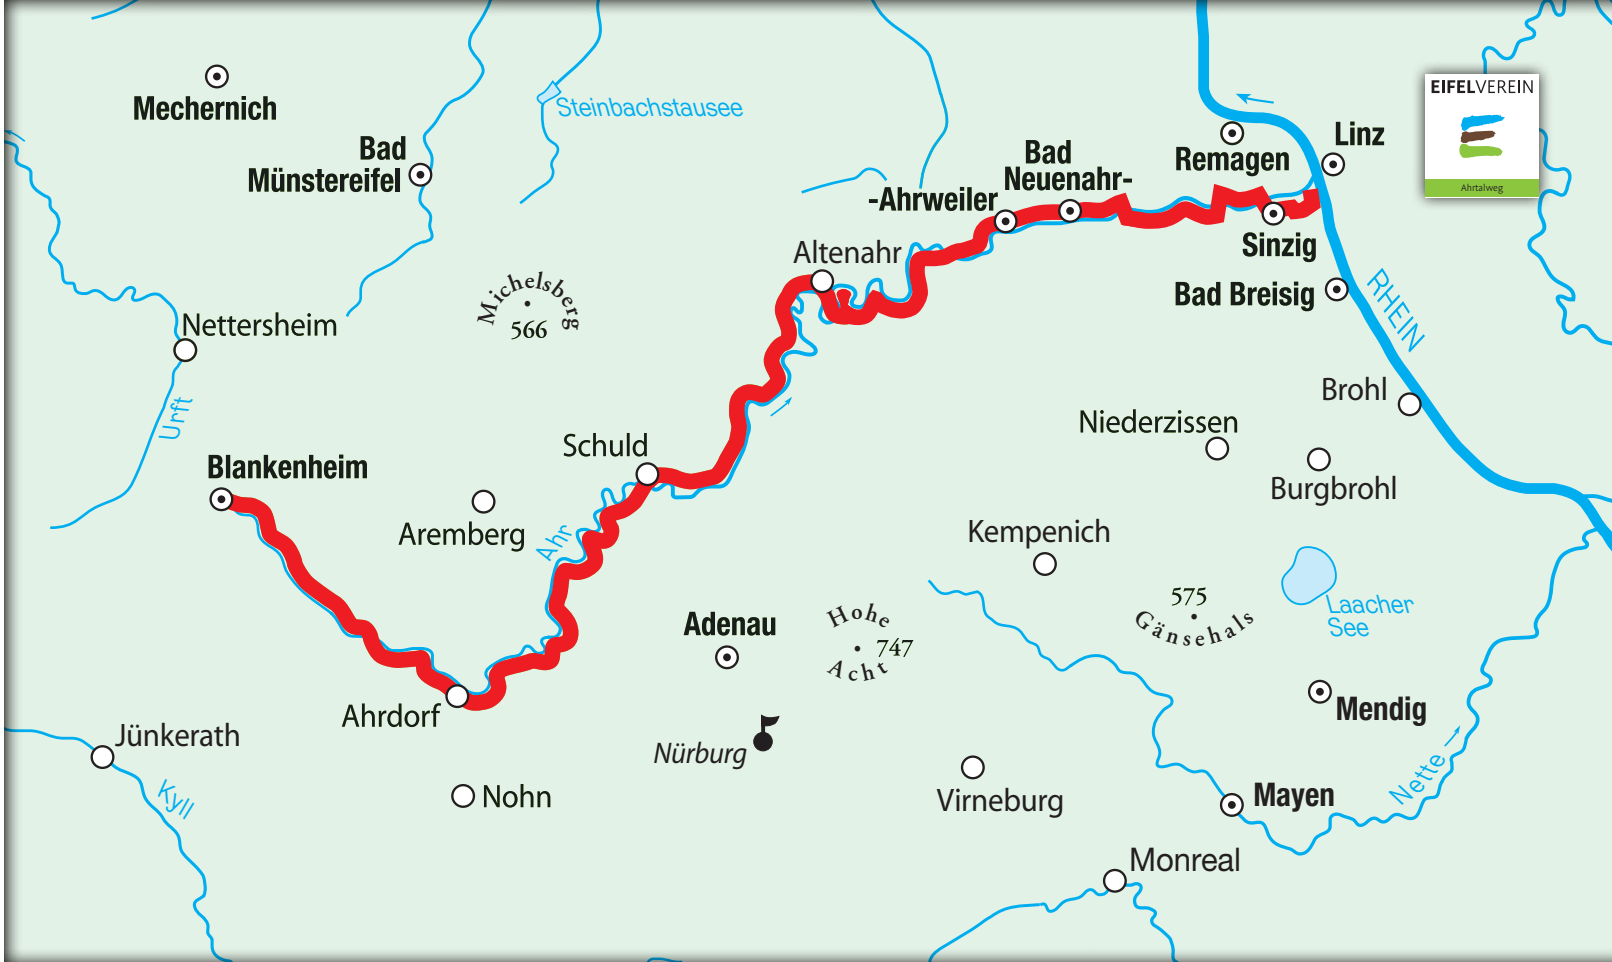 EIFELVEREIN
Ahrtalweg
Mechernich
Steinbachstausee
Bad
Münstereifel
Linz
Remagen
Bad
Neuenahr-
-Ahrweiler
Sinzig
Altenahr
Bad Breisig
RHEIN
Michelsberg
566
Nettersheim
Urft
Brohl
Niederzissen
Schuld
Blankenheim
Burgbrohl
Aremberg
Ahr
Kempenich
575
Gänsehals
Laacher
See
Adenau
Hohe
747
Acht
Mendig
Ahrdorf
Jünkerath
Nürburg
Nette
Kyll
Nohn
Virneburg
Mayen
Monreal